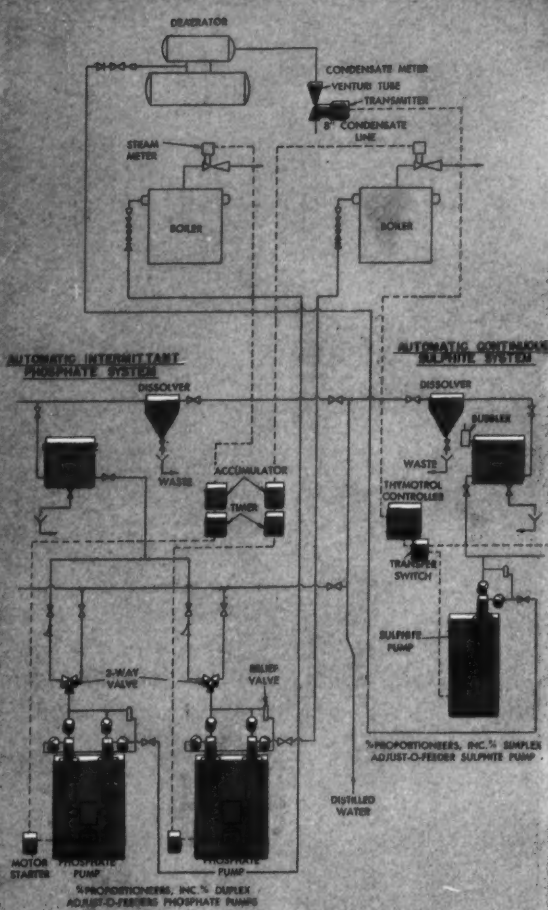 DEAERATOR
CONDENSATE METER
VENTURI TUBE
TRANSMITTER
8" CONDENSATE
LINE
STEAM
METER
BOILER
BOILER
AUTOMATIC INTERMITTANT
PHOSPHATE SYSTEM
AUTOMATIC CONTINUOUS
SULPHITE SYSTEM
DISSOLVER
DISSOLVER
BUBBLER
WASTE
WASTE
ACCUMULATOR
TIMER
THYMOTROL
CONTROLLER
TRANSFER
SWITCH
SULPHITE
PUMP
3-WAY
VALVE
RELIEF
VALVE
%PROPORTIONEERS, INC.% SIMPLEX
ADJUST-O-FEEDER SULPHITE PUMP
DISTILLED
WATER
MOTOR
STARTER
PHOSPHATE
PUMP
PHOSPHATE
PUMP
%PROPORTIONEERS, INC.% DUPLEX
ADJUST-O-FEEDERS PHOSPHATE PUMPS